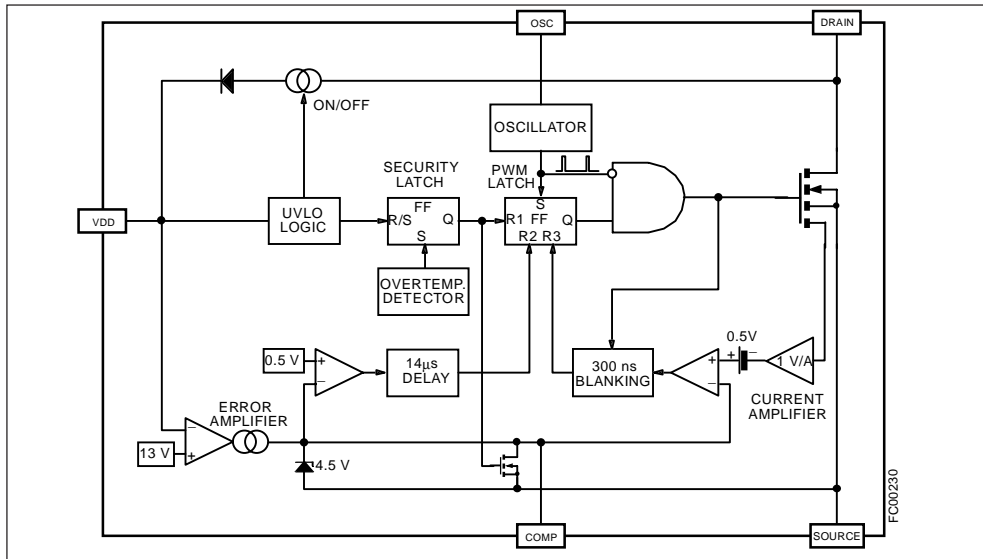 OSC
DRAIN
ON/OFF
OSCILLATOR
SECURITY
LATCH
PWM
LATCH
VDD
UVLO
LOGIC
R/S
FF
Q
S
S
R1 FF
Q
R2 R3
OVERTEMP.
DETECTOR
0.5 V
+
–
14μs
DELAY
300 ns
BLANKING
+
–
0.5V
+
–
1 V/A
CURRENT
AMPLIFIER
ERROR
AMPLIFIER
13 V
–
+
4.5 V
COMP
SOURCE
FC00230